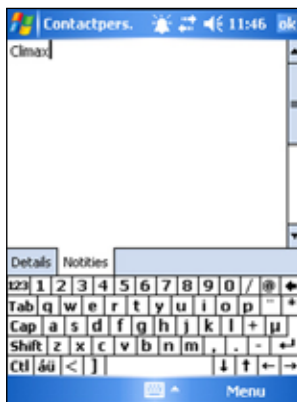 Contactpers. 11:46 ok
Climax
Details Notities
123 1 2 3 4 5 6 7 8 9 0 / @
Tab q w e r t y u i o p ¨ *
Cap a s d f g h j k l + µ
Shift z x c v b n m , . -
Ctl áü < ]
Menu